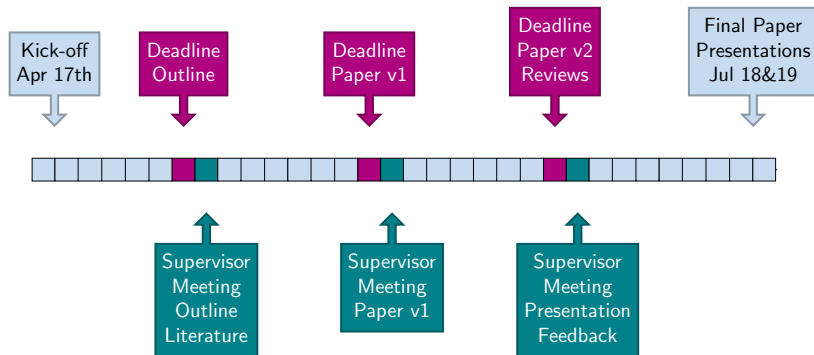 Kick-off
Apr 17th
Deadline
Outline
Deadline
Paper v1
Deadline
Paper v2
Reviews
Final Paper
Presentations
Jul 18&19
Supervisor
Meeting
Outline
Literature
Supervisor
Meeting
Paper v1
Supervisor
Meeting
Presentation
Feedback